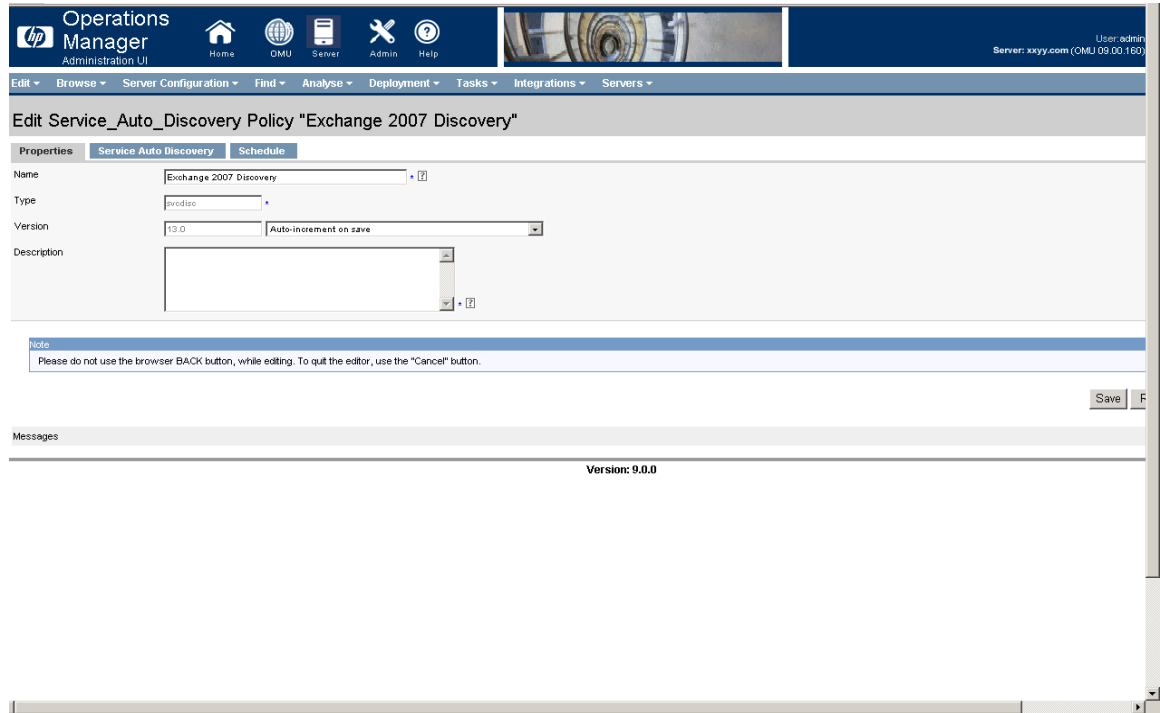 hp
Operations
Manager
Administration UI
Home
OMU
Server
Admin
Help
User:admin
Server: xxyy.com (OMU 09.00.160)
Edit Browse Server Configuration Find Analyse Deployment Tasks Integrations Servers
Edit Service_Auto_Discovery Policy "Exchange 2007 Discovery"
Properties Service Auto Discovery Schedule
Name Exchange 2007 Discovery * ?
Type svcdisc *
Version 13.0 Auto-increment on save
Description * ?
Note
Please do not use the browser BACK button, while editing. To quit the editor, use the "Cancel" button.
Save
Messages
Version: 9.0.0